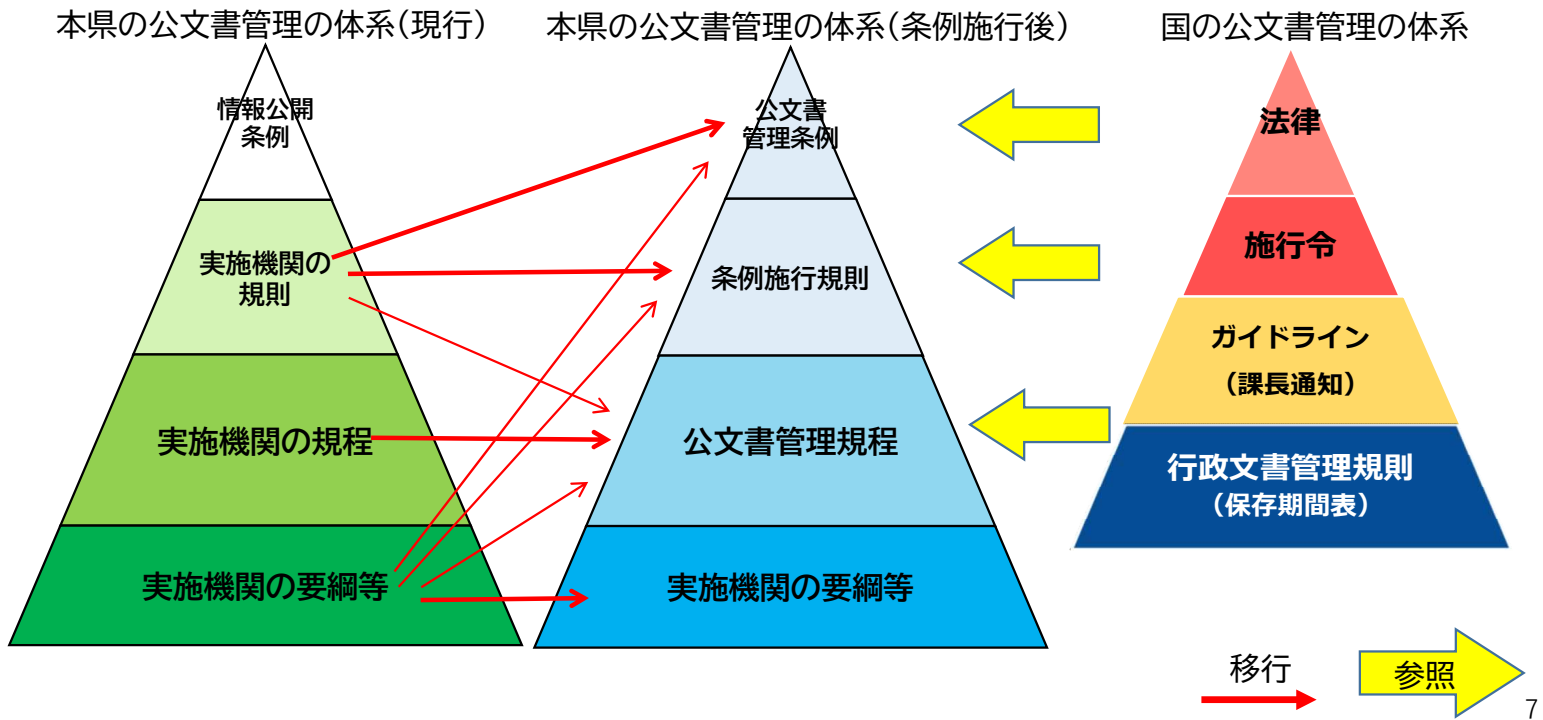 本県の公文書管理の体系(現行)
情報公開
条例
実施機関の
規則
実施機関の規程
実施機関の要綱等
本県の公文書管理の体系(条例施行後)
公文書
管理条例
条例施行規則
公文書管理規程
実施機関の要綱等
国の公文書管理の体系
法律
施行令
ガイドライン
（課長通知）
行政文書管理規則
（保存期間表）
移行
参照
7